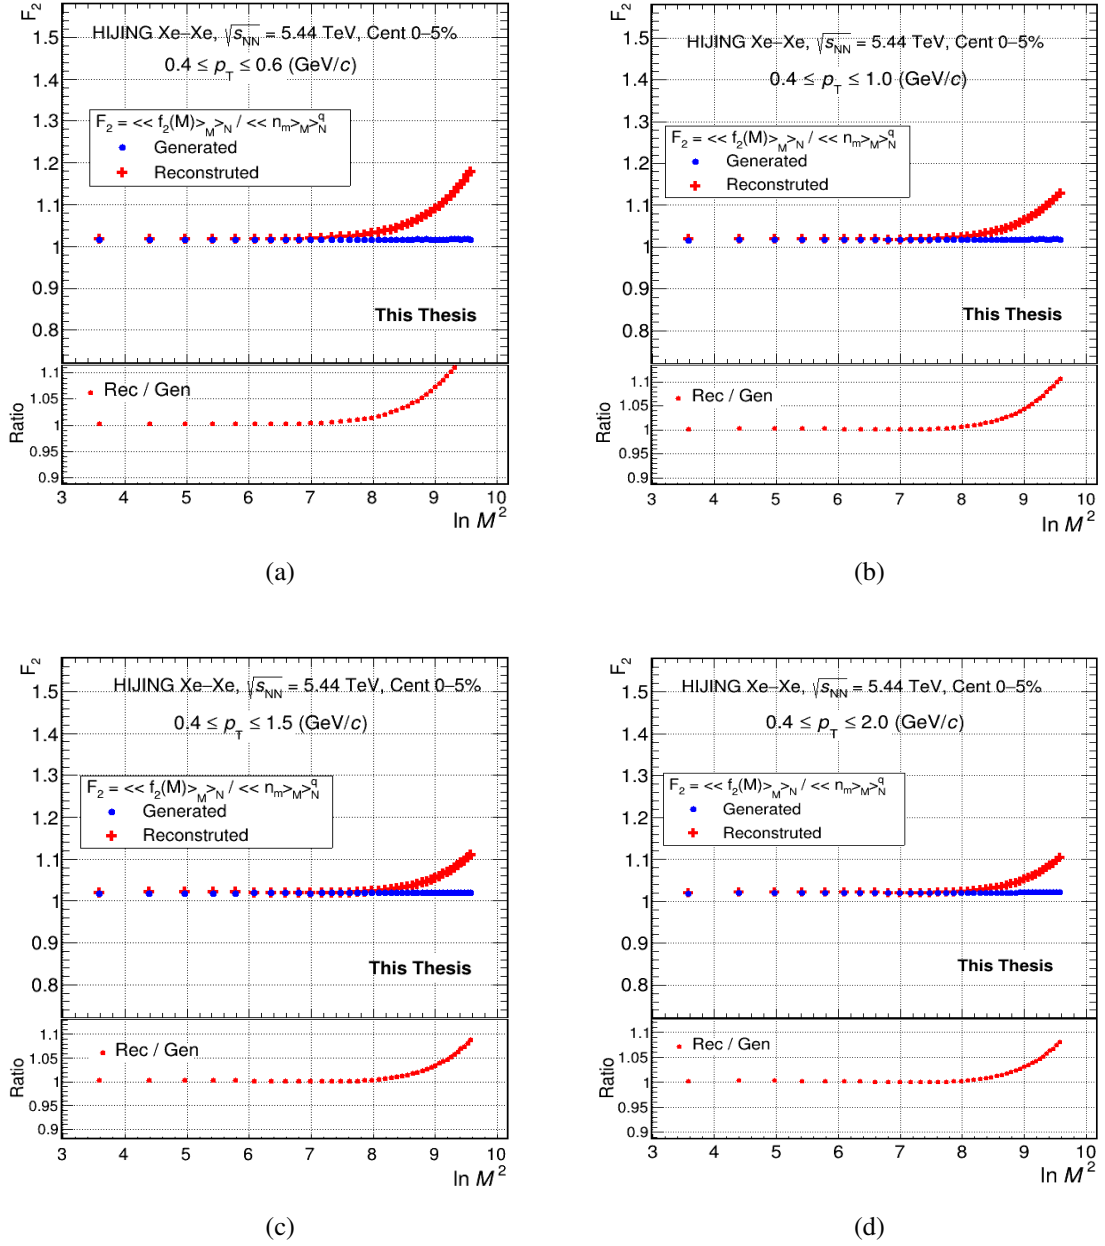 F2
HIJING Xe–Xe, √sNN = 5.44 TeV, Cent 0–5%
0.4 ≤ pT ≤ 0.6 (GeV/c)
F2 = << f2(M)>M>N / << nm>M>N^q
Generated
Reconstruted
This Thesis
1.5
1.4
1.3
1.2
1.1
1
0.9
0.8
Rec / Gen
Ratio
1.1
1.05
1
0.95
0.9
3 4 5 6 7 8 9 10
ln M^2
(a)
F2
HIJING Xe–Xe, √sNN = 5.44 TeV, Cent 0–5%
0.4 ≤ pT ≤ 1.0 (GeV/c)
F2 = << f2(M)>M>N / << nm>M>N^q
Generated
Reconstruted
This Thesis
1.5
1.4
1.3
1.2
1.1
1
0.9
0.8
Rec / Gen
Ratio
1.1
1.05
1
0.95
0.9
3 4 5 6 7 8 9 10
ln M^2
(b)
F2
HIJING Xe–Xe, √sNN = 5.44 TeV, Cent 0–5%
0.4 ≤ pT ≤ 1.5 (GeV/c)
F2 = << f2(M)>M>N / << nm>M>N^q
Generated
Reconstruted
This Thesis
1.5
1.4
1.3
1.2
1.1
1
0.9
0.8
Rec / Gen
Ratio
1.1
1.05
1
0.95
0.9
3 4 5 6 7 8 9 10
ln M^2
(c)
F2
HIJING Xe–Xe, √sNN = 5.44 TeV, Cent 0–5%
0.4 ≤ pT ≤ 2.0 (GeV/c)
F2 = << f2(M)>M>N / << nm>M>N^q
Generated
Reconstruted
This Thesis
1.5
1.4
1.3
1.2
1.1
1
0.9
0.8
Rec / Gen
Ratio
1.1
1.05
1
0.95
0.9
3 4 5 6 7 8 9 10
ln M^2
(d)